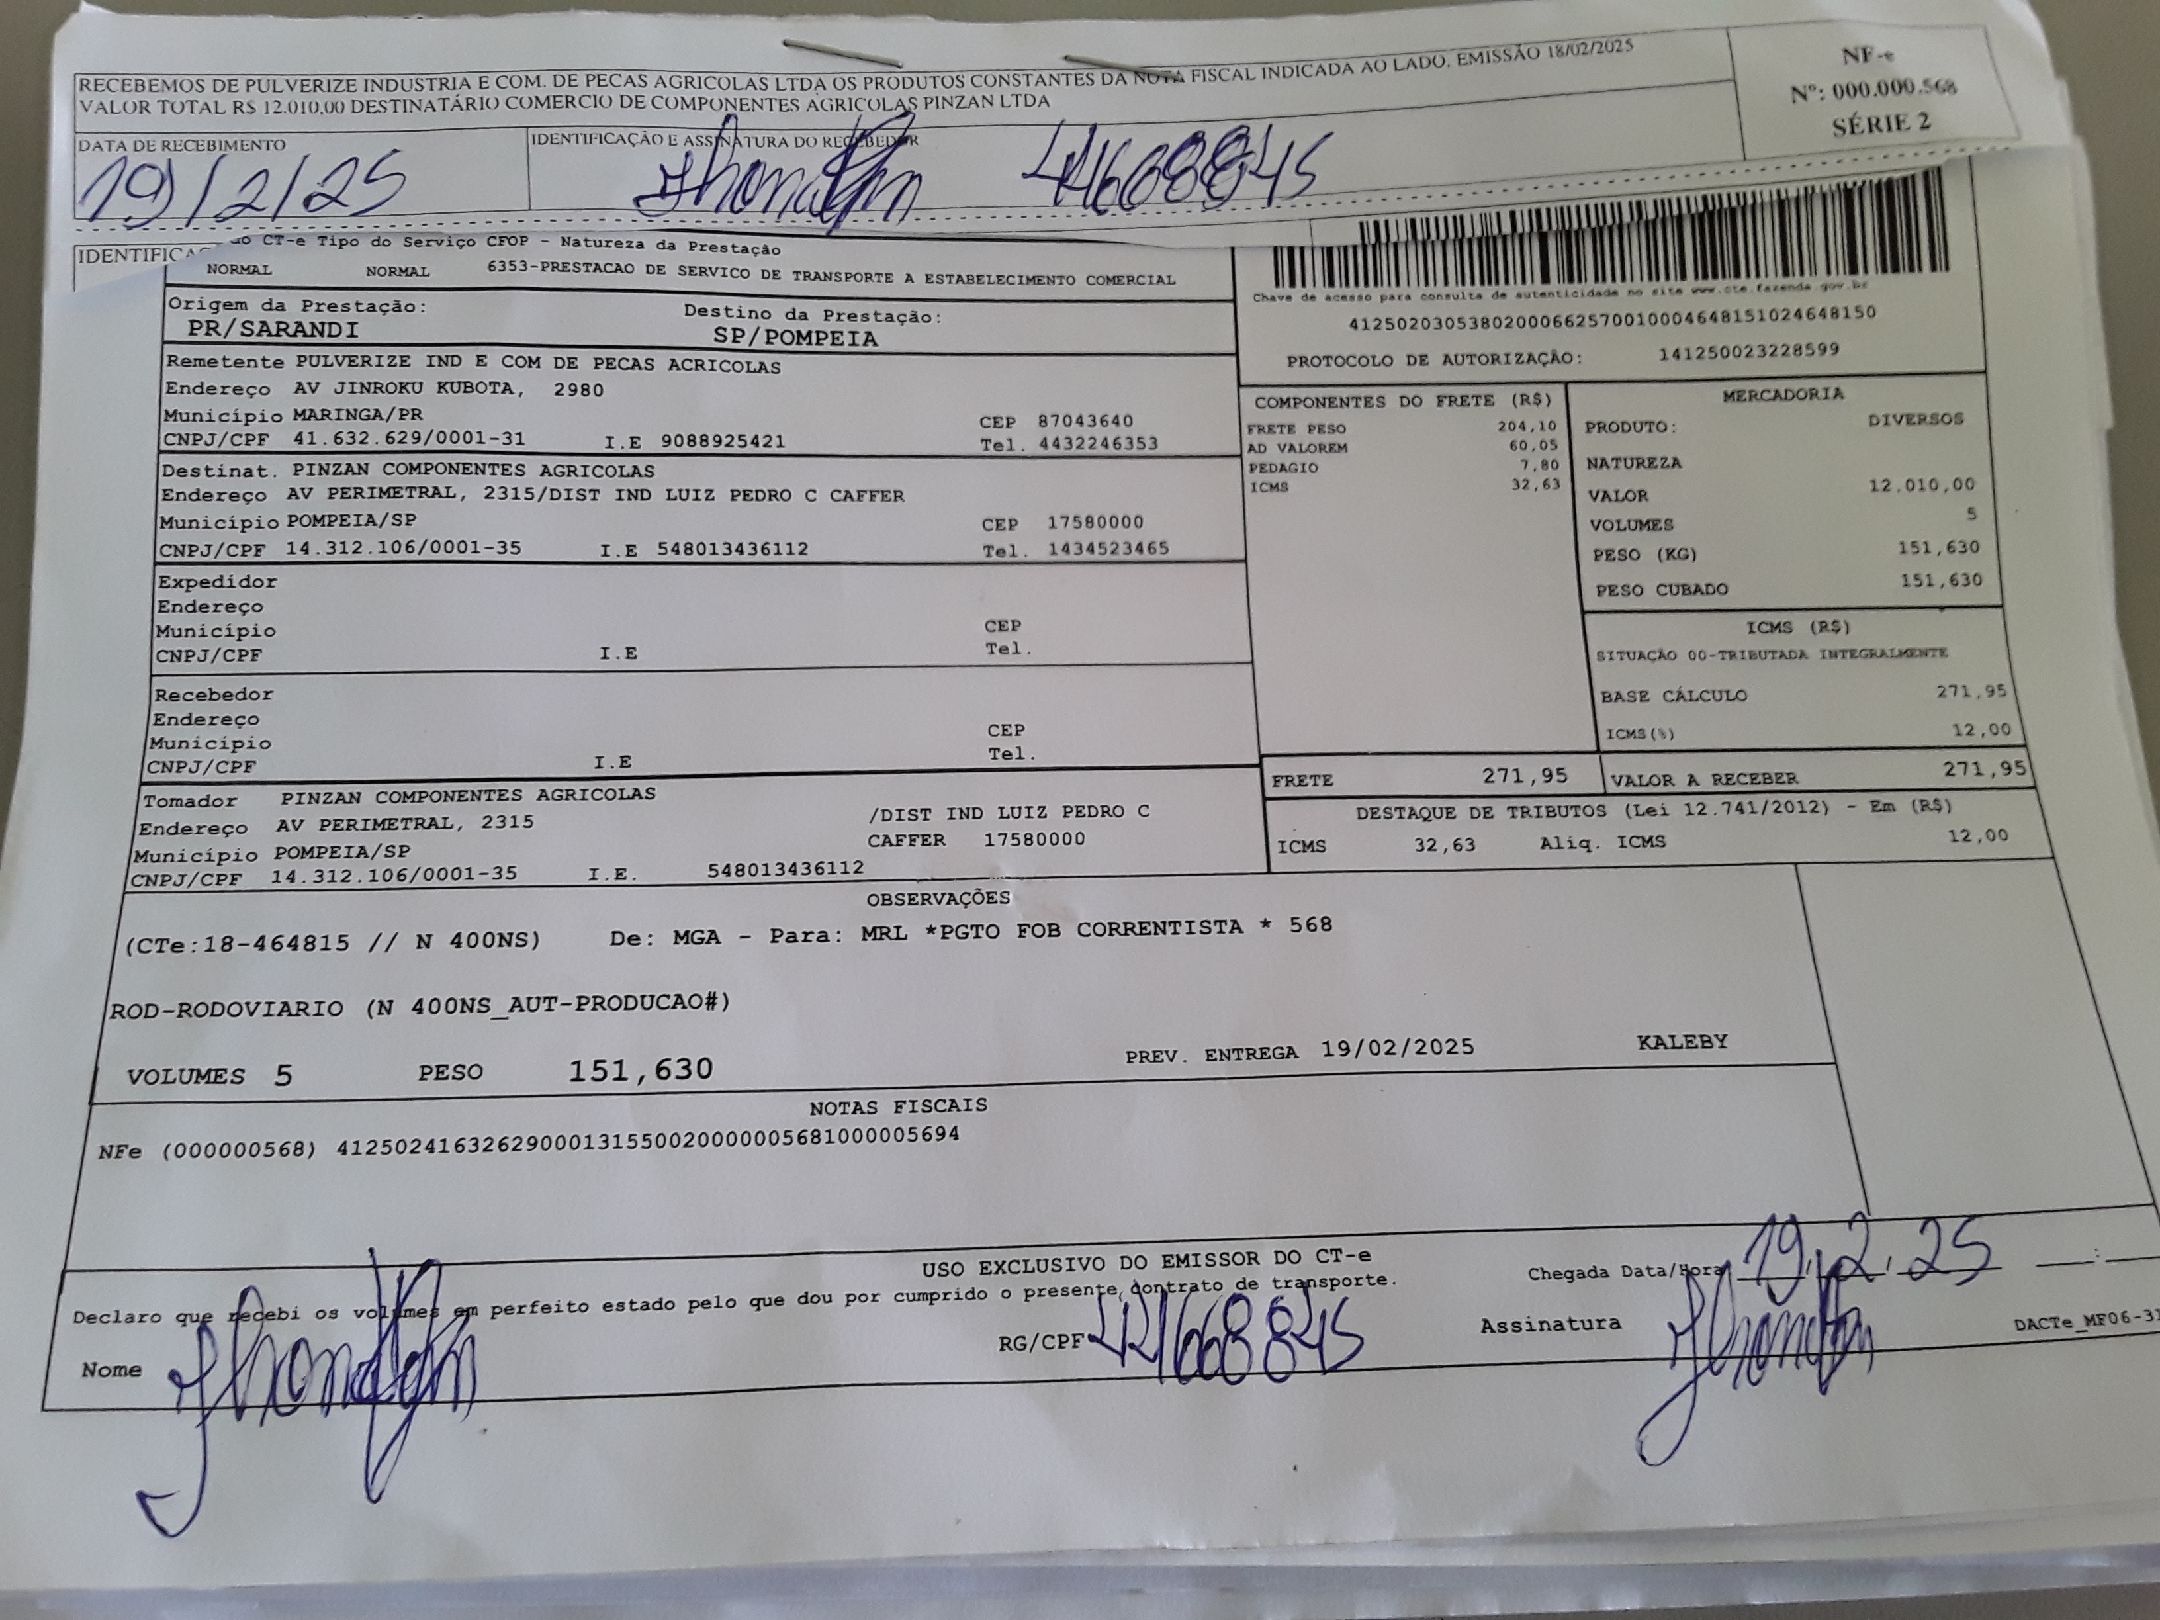 RECEBEMOS DE PULVERIZE INDUSTRIA E COM. DE PECAS AGRICOLAS LTDA OS PRODUTOS CONSTANTES DA NOTA FISCAL INDICADA AO LADO. EMISSÃO 18/02/2025
VALOR TOTAL R$ 12.010,00 DESTINATÁRIO COMERCIO DE COMPONENTES AGRICOLAS PINZAN LTDA
NF-e
Nº: 000.000.568
SÉRIE 2
DATA DE RECEBIMENTO
IDENTIFICAÇÃO E ASSINATURA DO RECEBEDOR
19/2/25
44668845
IDENTIFICA
do CT-e Tipo do Serviço CFOP - Natureza da Prestação
NORMAL NORMAL 6353-PRESTACAO DE SERVICO DE TRANSPORTE A ESTABELECIMENTO COMERCIAL
Origem da Prestação: Destino da Prestação:
PR/SARANDI SP/POMPEIA
Chave de acesso para consulta de autenticidade no site www.cte.fazenda.gov.br
41250203053802000662570010004648151024648150
PROTOCOLO DE AUTORIZAÇÃO: 141250023228599
Remetente PULVERIZE IND E COM DE PECAS ACRICOLAS
Endereço AV JINROKU KUBOTA, 2980
Município MARINGA/PR CEP 87043640
CNPJ/CPF 41.632.629/0001-31 I.E 9088925421 Tel. 4432246353
Destinat. PINZAN COMPONENTES AGRICOLAS
Endereço AV PERIMETRAL, 2315/DIST IND LUIZ PEDRO C CAFFER
Município POMPEIA/SP CEP 17580000
CNPJ/CPF 14.312.106/0001-35 I.E 548013436112 Tel. 1434523465
Expedidor
Endereço
Município CEP
CNPJ/CPF I.E Tel.
Recebedor
Endereço
Município CEP
CNPJ/CPF I.E Tel.
Tomador PINZAN COMPONENTES AGRICOLAS
Endereço AV PERIMETRAL, 2315 /DIST IND LUIZ PEDRO C
Município POMPEIA/SP CAFFER 17580000
CNPJ/CPF 14.312.106/0001-35 I.E. 548013436112
COMPONENTES DO FRETE (R$)
FRETE PESO 204,10
AD VALOREM 60,05
PEDAGIO 7,80
ICMS 32,63
MERCADORIA
PRODUTO: DIVERSOS
NATUREZA
VALOR 12.010,00
VOLUMES 5
PESO (KG) 151,630
PESO CUBADO 151,630
ICMS (R$)
SITUAÇÃO 00-TRIBUTADA INTEGRALMENTE
BASE CÁLCULO 271,95
ICMS(%) 12,00
FRETE 271,95 VALOR A RECEBER 271,95
DESTAQUE DE TRIBUTOS (Lei 12.741/2012) - Em (R$)
ICMS 32,63 Aliq. ICMS 12,00
OBSERVAÇÕES
(CTe:18-464815 // N 400NS) De: MGA - Para: MRL *PGTO FOB CORRENTISTA * 568
ROD-RODOVIARIO (N 400NS_AUT-PRODUCAO#)
VOLUMES 5 PESO 151,630 PREV. ENTREGA 19/02/2025 KALEBY
NOTAS FISCAIS
NFe (000000568) 41250241632629000131550020000005681000005694
USO EXCLUSIVO DO EMISSOR DO CT-e
Declaro que recebi os volumes em perfeito estado pelo que dou por cumprido o presente contrato de transporte.
Chegada Data/Hora 19.2.25 :
Nome RG/CPF 44668845 Assinatura
DACTe_MF06-31